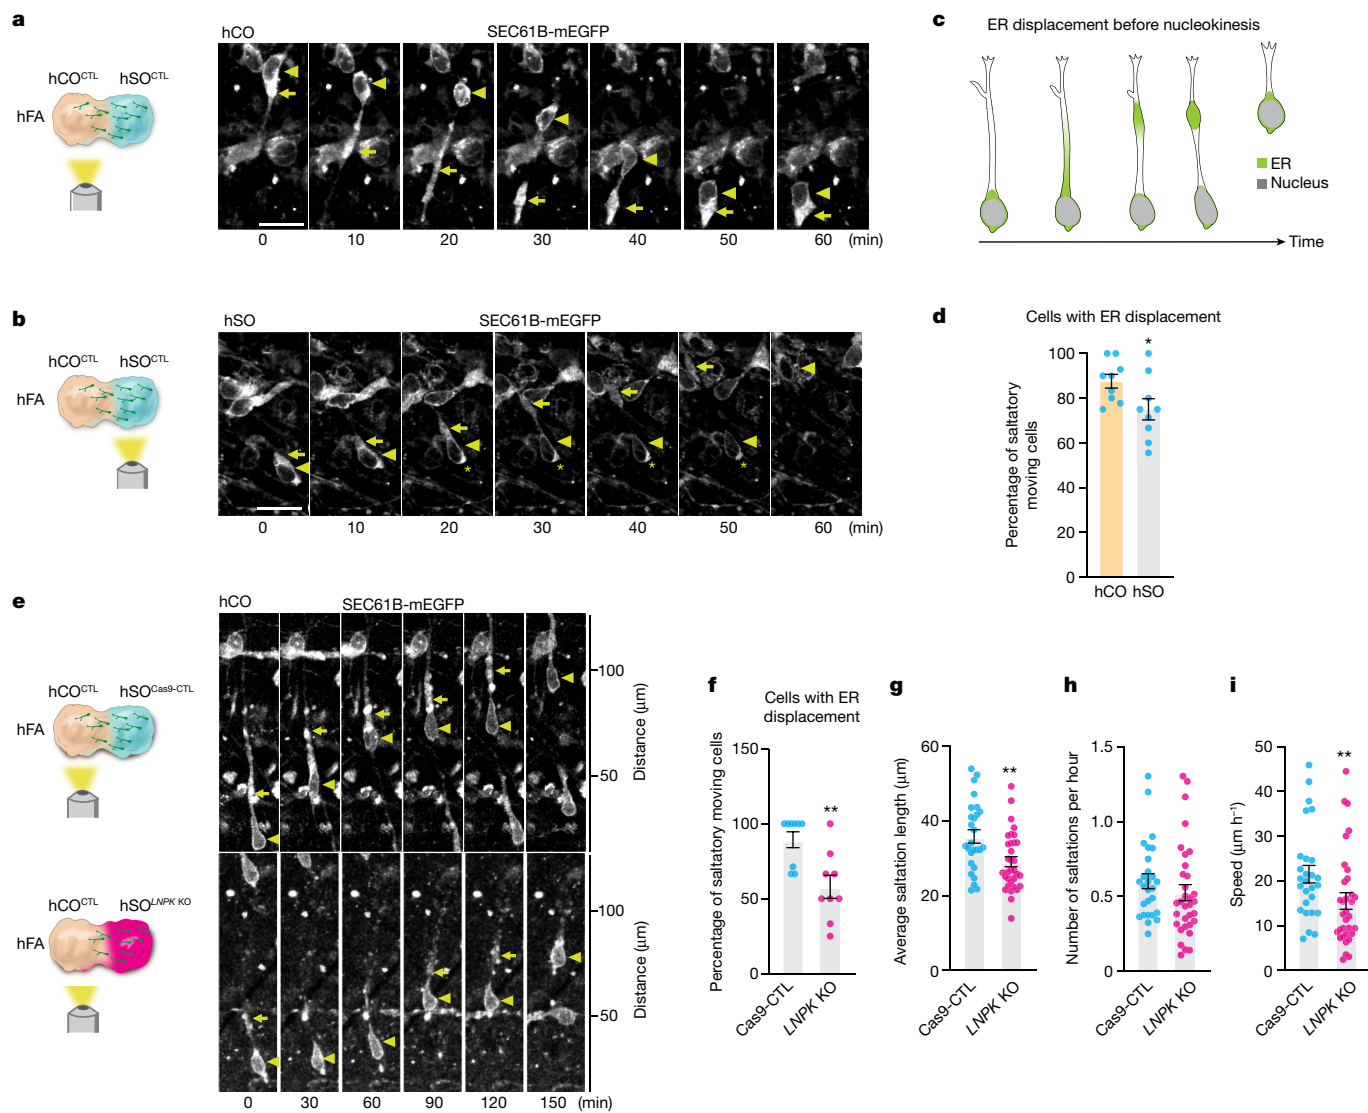 a
hCO
SEC61B-mEGFP
hCO^CTL hSO^CTL
hFA
0 10 20 30 40 50 60 (min)
b
hSO
SEC61B-mEGFP
hCO^CTL hSO^CTL
hFA
* * * *
0 10 20 30 40 50 60 (min)
c
ER displacement before nucleokinesis
ER
Nucleus
Time
d
Cells with ER displacement
*
Percentage of saltatory
moving cells
100
80
60
40
20
0
hCO hSO
e
hCO
SEC61B-mEGFP
hCO^CTL hSO^Cas9-CTL
hFA
100
50
Distance (μm)
hCO^CTL hSO^LNPK KO
hFA
100
50
Distance (μm)
0 30 60 90 120 150 (min)
f
Cells with ER
displacement
**
Percentage of saltatory moving cells
150
100
50
0
Cas9-CTL
LNPK KO
g
**
Average saltation length (μm)
60
40
20
0
Cas9-CTL
LNPK KO
h
Number of saltations per hour
1.5
1.0
0.5
0
Cas9-CTL
LNPK KO
i
**
Speed (μm h⁻¹)
50
40
30
20
10
0
Cas9-CTL
LNPK KO